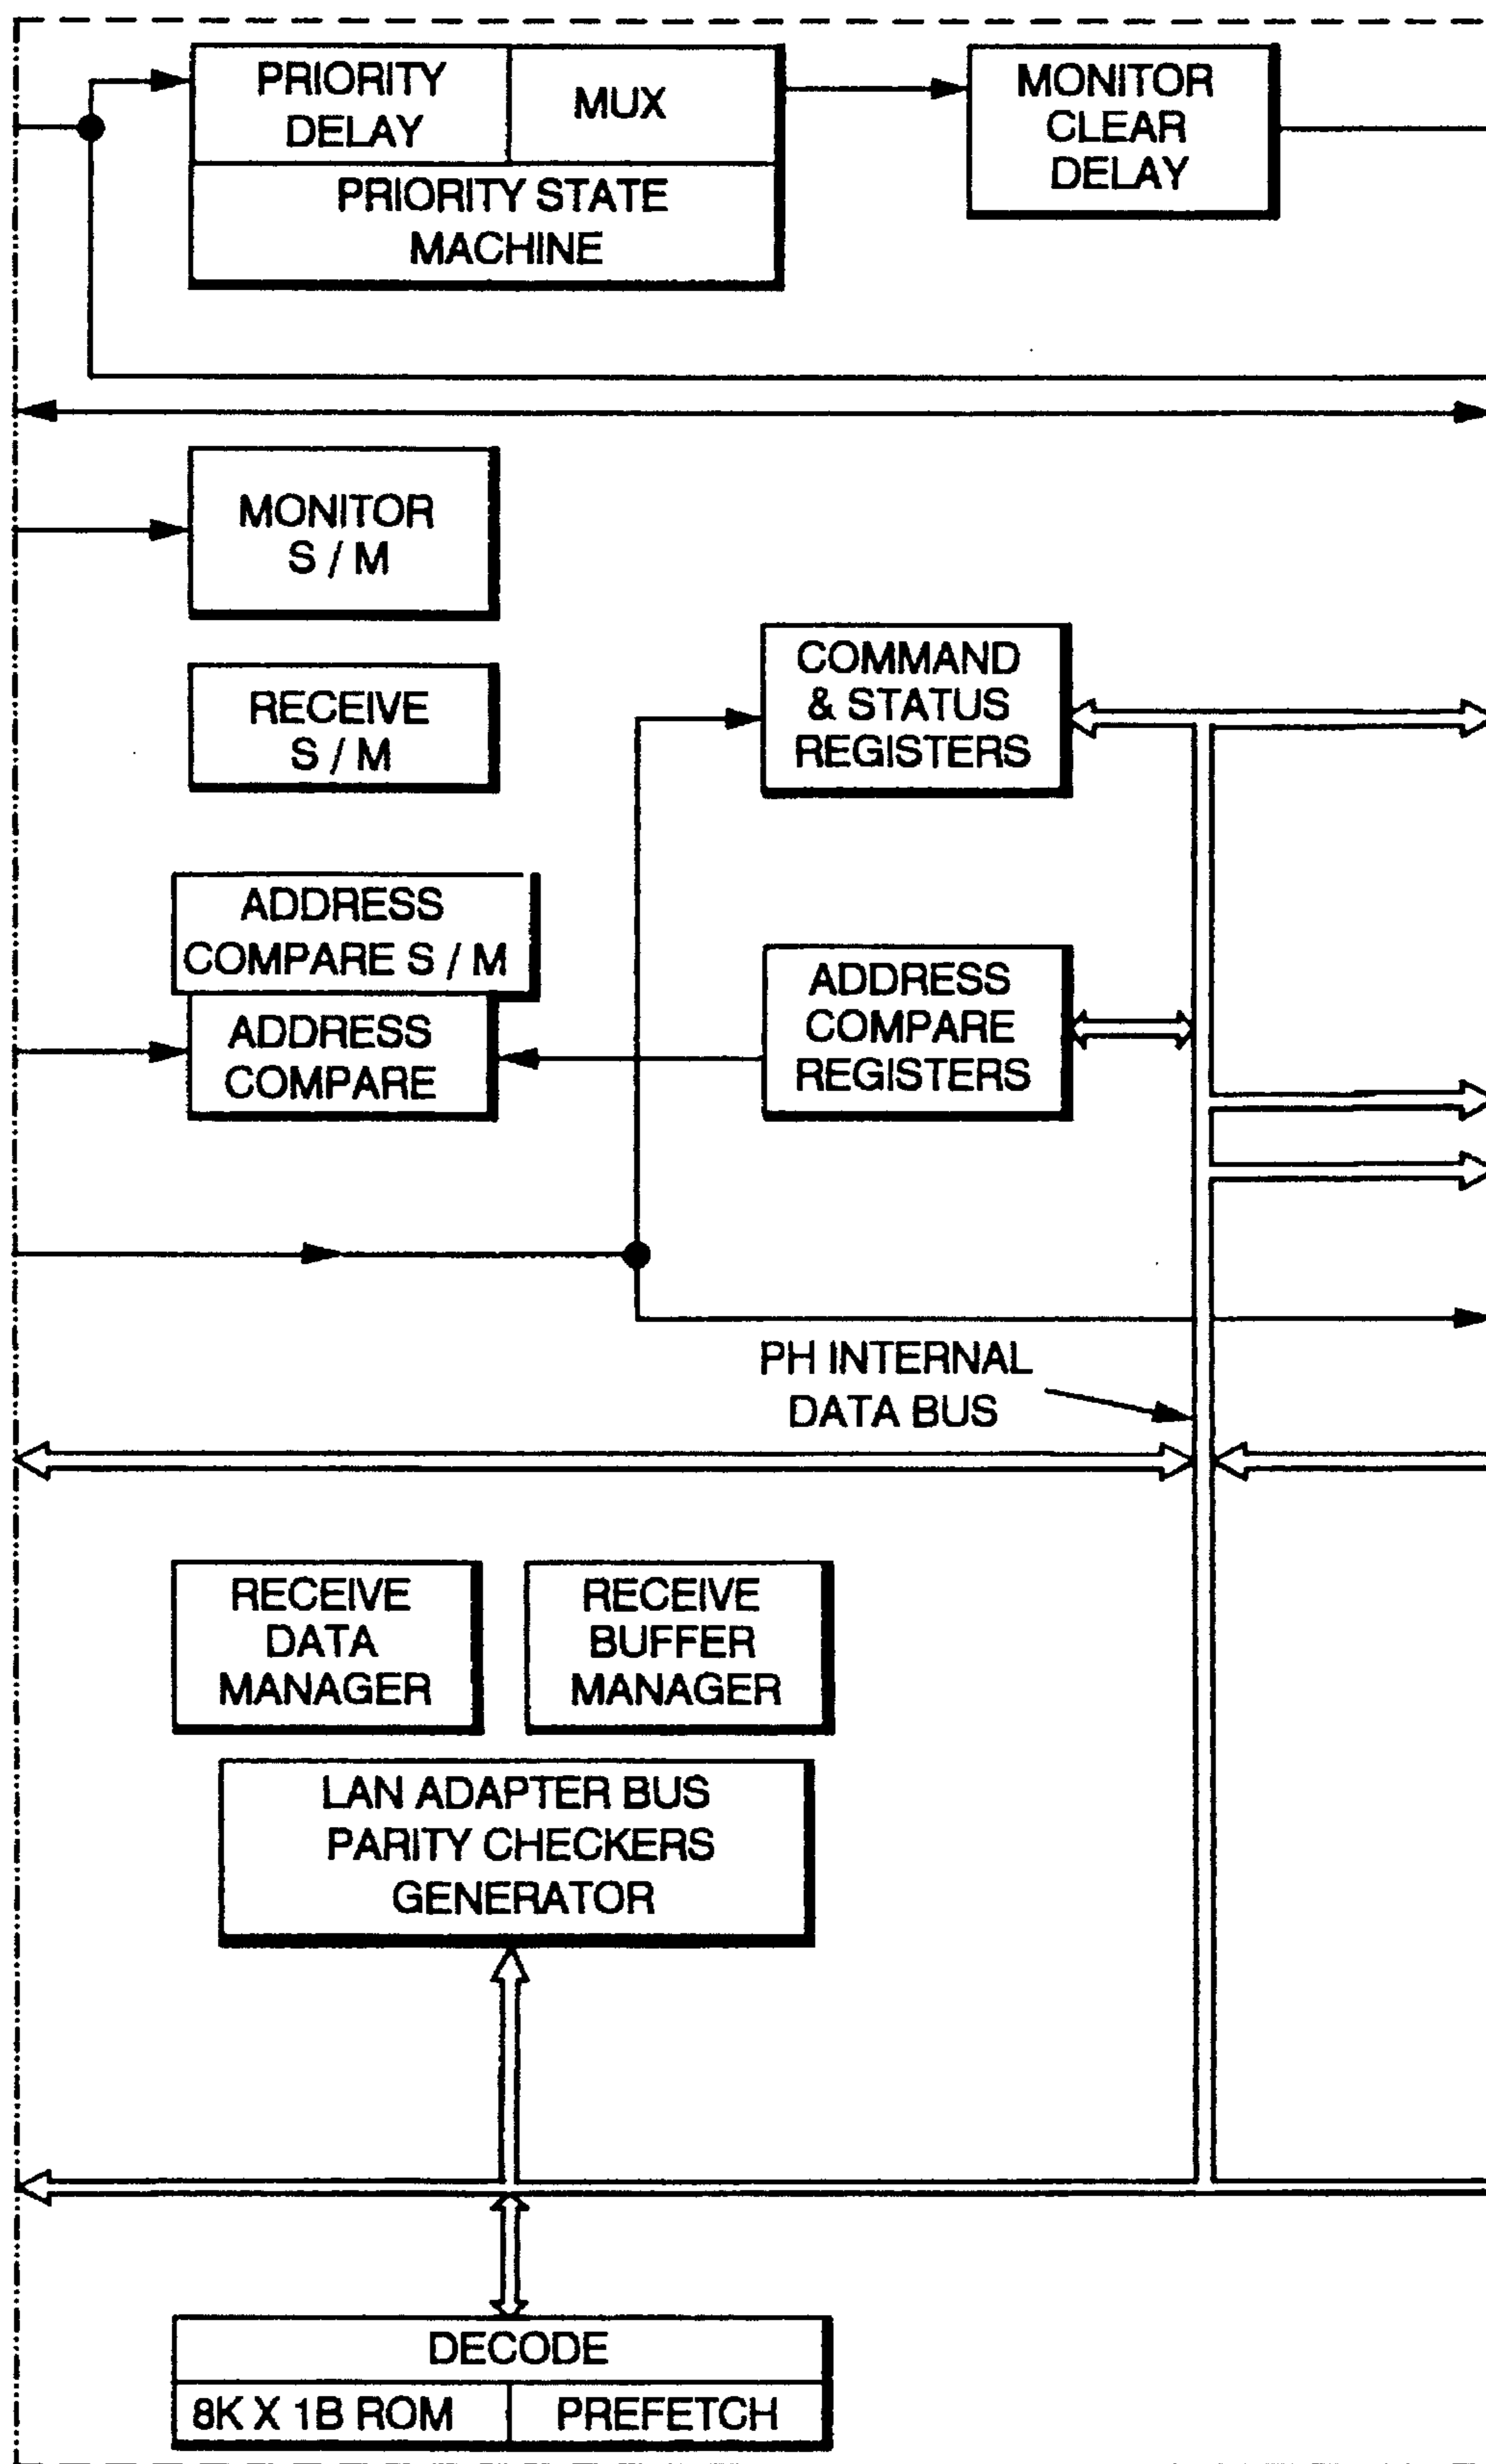 PRIORITY
DELAY
MUX
PRIORITY STATE
MACHINE
MONITOR
CLEAR
DELAY
MONITOR
S / M
RECEIVE
S / M
COMMAND
& STATUS
REGISTERS
ADDRESS
COMPARE S / M
ADDRESS
COMPARE
ADDRESS
COMPARE
REGISTERS
PH INTERNAL
DATA BUS
RECEIVE
DATA
MANAGER
RECEIVE
BUFFER
MANAGER
LAN ADAPTER BUS
PARITY CHECKERS
GENERATOR
DECODE
8K X 1B ROM
PREFETCH